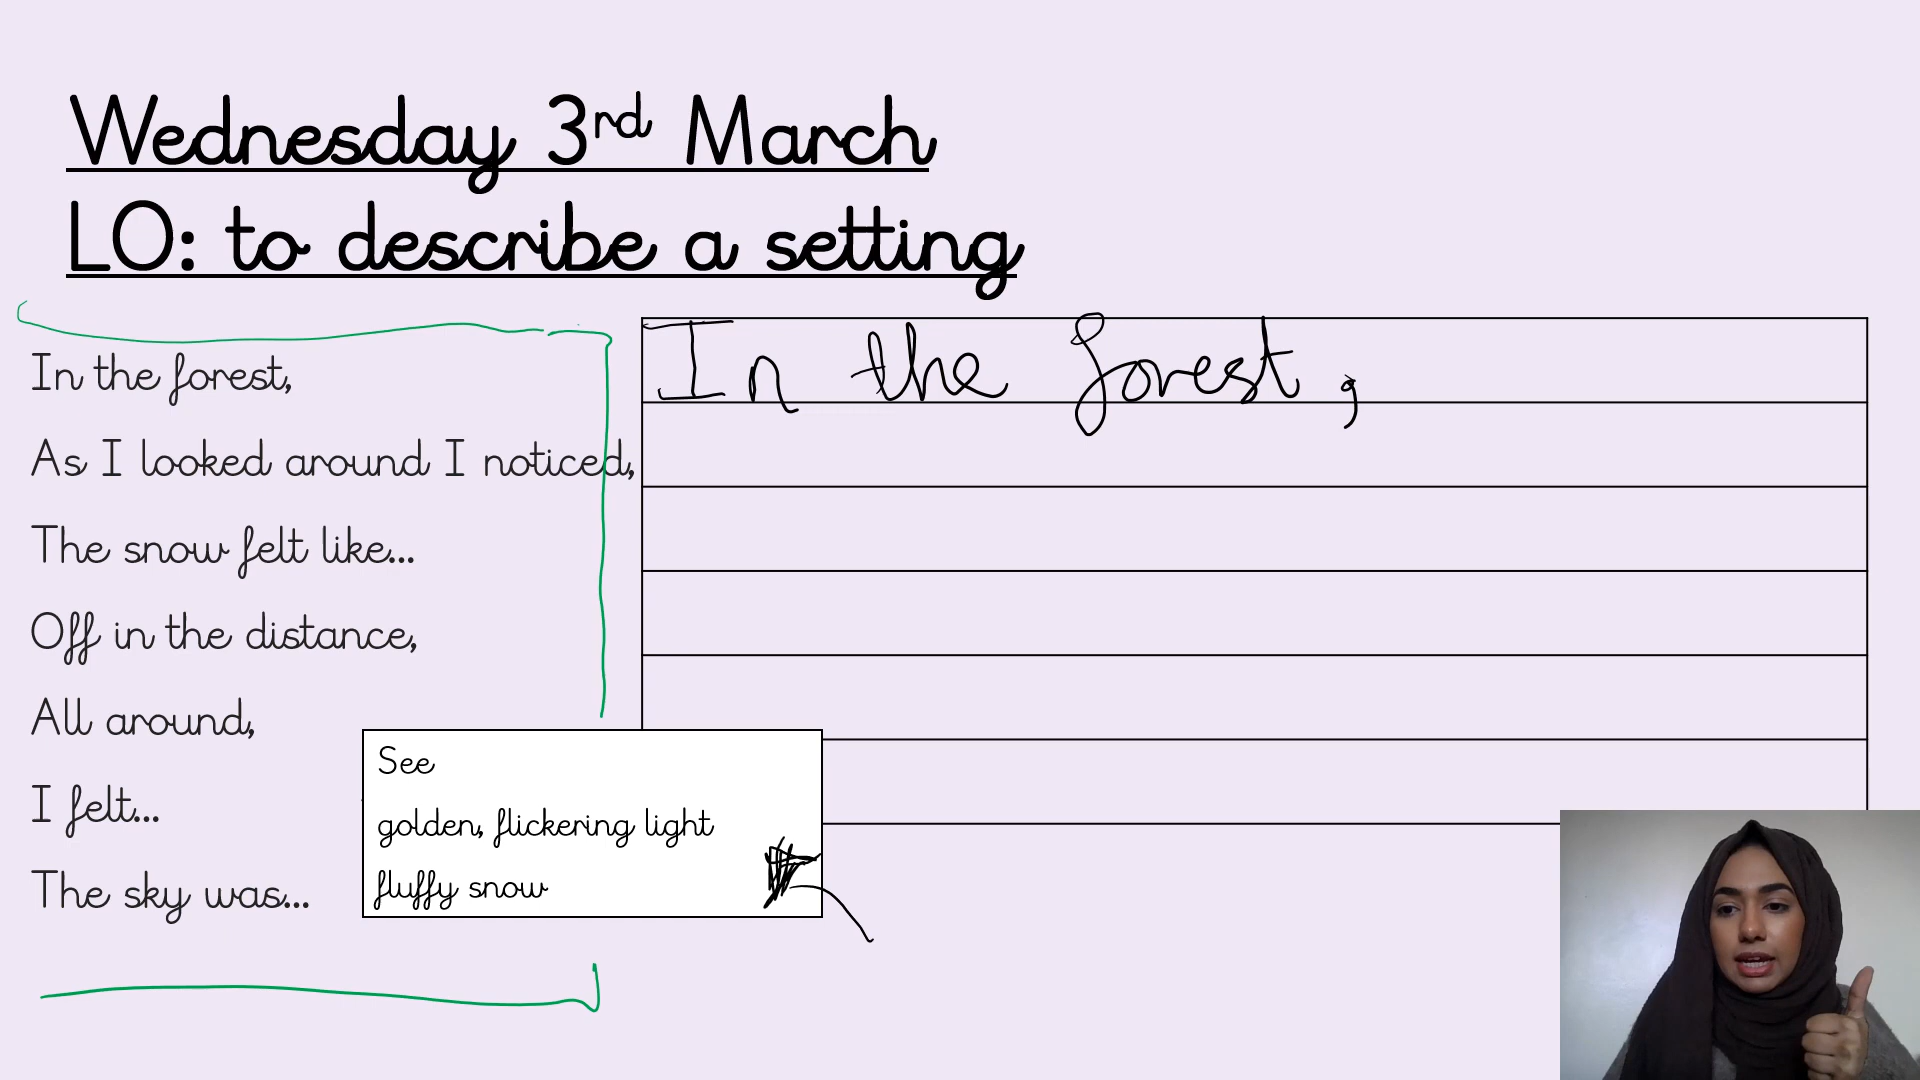 Wednesday 3rd March
LO: to describe a setting
In the forest,
As I looked around I noticed,
The snow felt like...
Off in the distance,
All around,
I felt...
The sky was...
In the forest,
See
golden, flickering light
fluffy snow